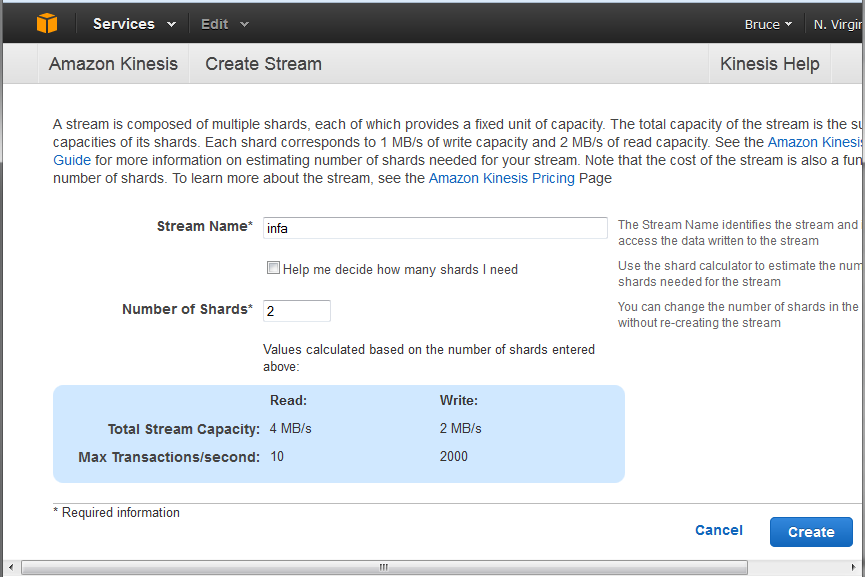 Services Edit Bruce N. Virgin
Amazon Kinesis Create Stream Kinesis Help
A stream is composed of multiple shards, each of which provides a fixed unit of capacity. The total capacity of the stream is the su
capacities of its shards. Each shard corresponds to 1 MB/s of write capacity and 2 MB/s of read capacity. See the Amazon Kinesis
Guide for more information on estimating number of shards needed for your stream. Note that the cost of the stream is also a fun
number of shards. To learn more about the stream, see the Amazon Kinesis Pricing Page
Stream Name* infa The Stream Name identifies the stream and
access the data written to the stream
Help me decide how many shards I need Use the shard calculator to estimate the num
shards needed for the stream
Number of Shards* 2 You can change the number of shards in the
without re-creating the stream
Values calculated based on the number of shards entered
above:
Read: Write:
Total Stream Capacity: 4 MB/s 2 MB/s
Max Transactions/second: 10 2000
* Required information
Cancel Create